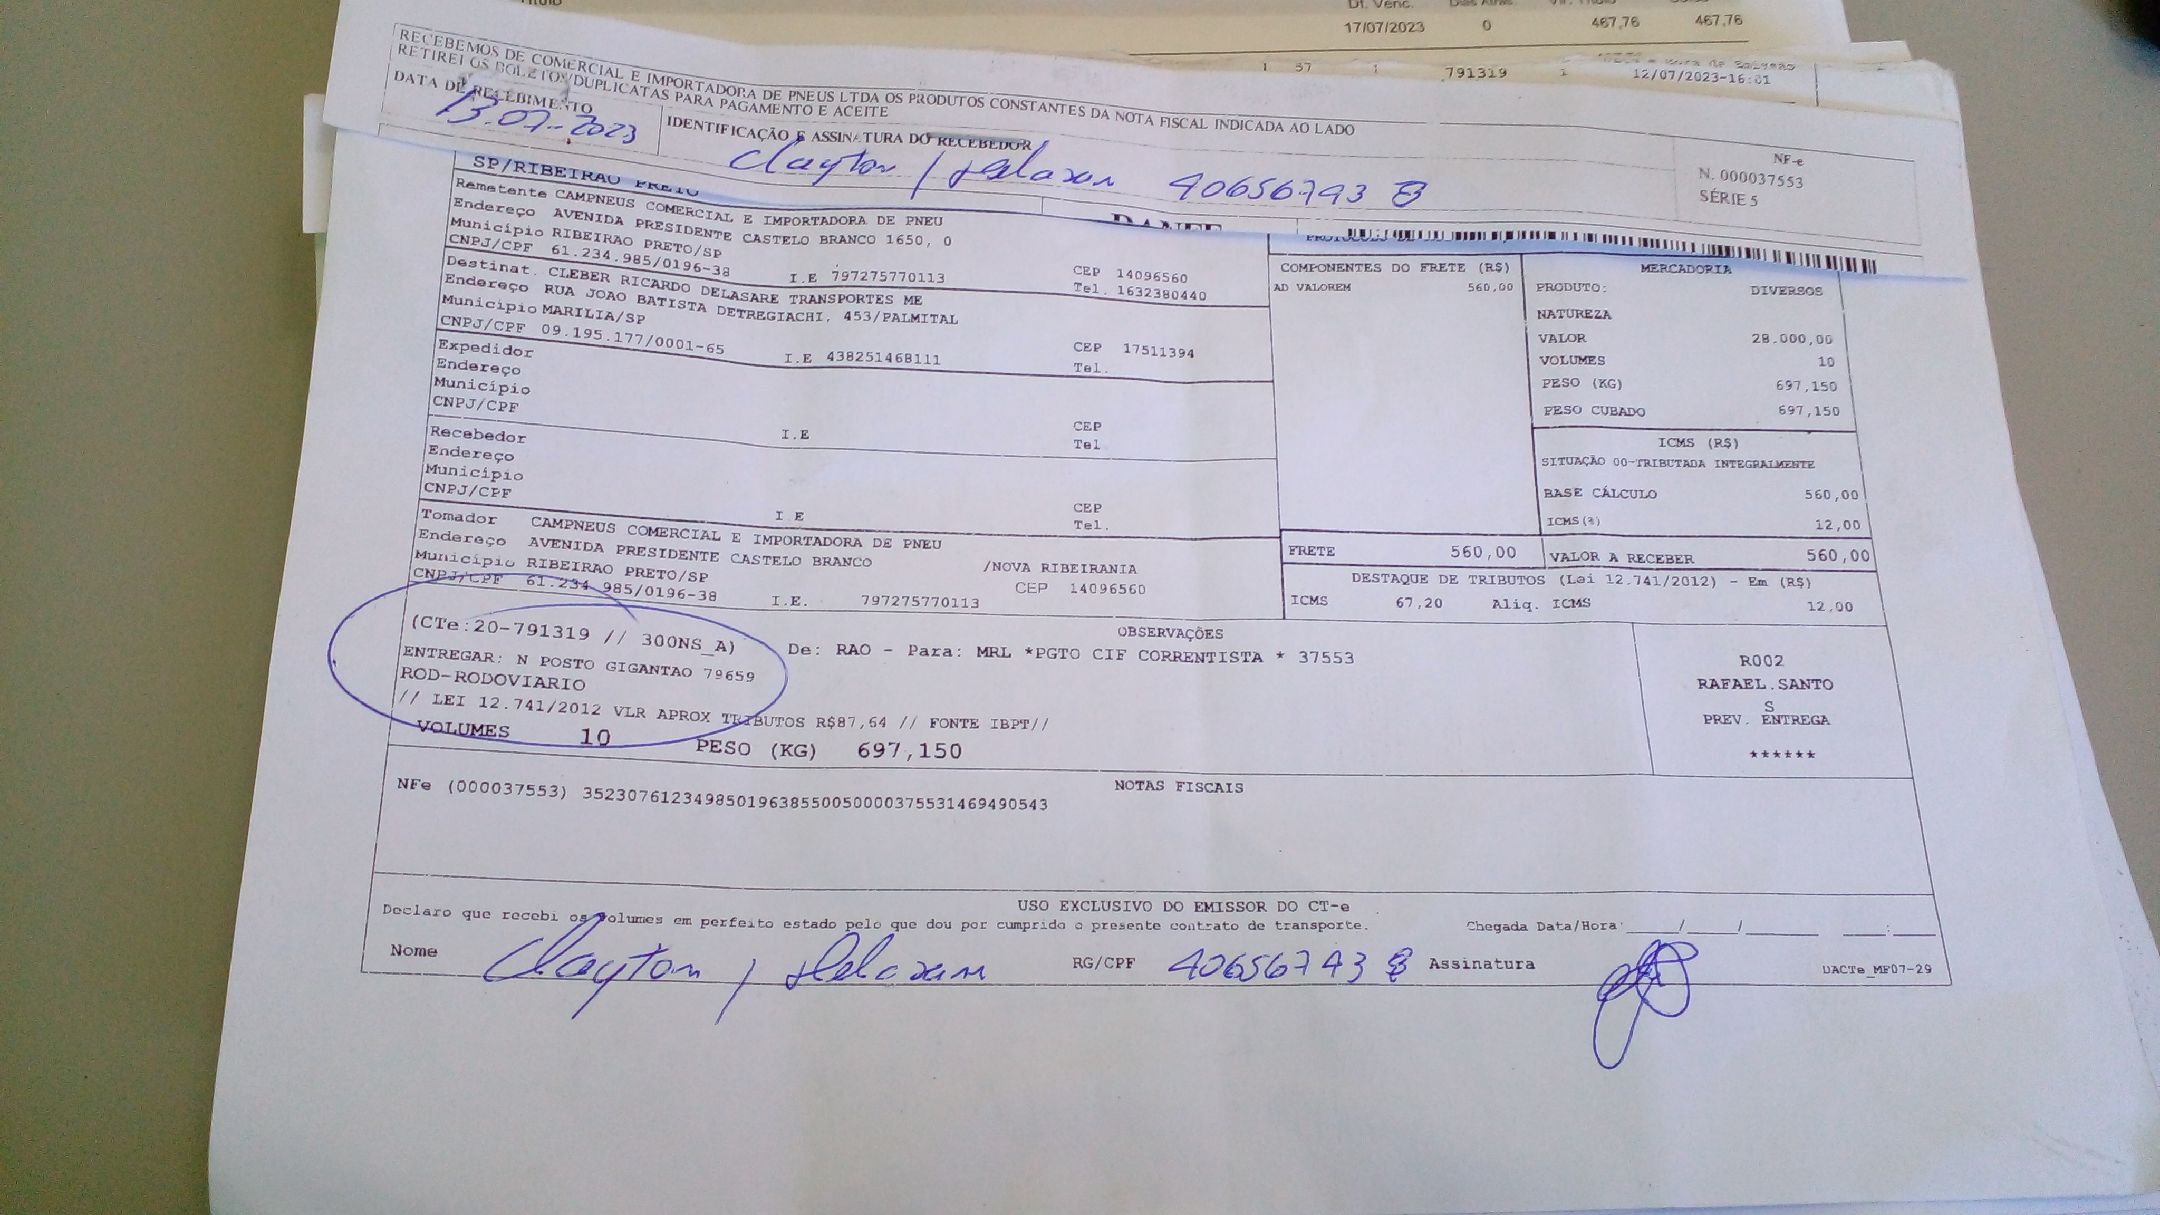 Dt. Venc.
17/07/2023 0 467,76 467,76
1 57 1 791319 1 12/07/2023-16:01
RECEBEMOS DE COMERCIAL E IMPORTADORA DE PNEUS LTDA OS PRODUTOS CONSTANTES DA NOTA FISCAL INDICADA AO LADO
RETIREI OS BOLETOS/DUPLICATAS PARA PAGAMENTO E ACEITE
DATA DE RECEBIMENTO
13.07-2023
IDENTIFICAÇÃO E ASSINATURA DO RECEBEDOR
Clayton / 40656743 8
NF-e
N. 000037553
SÉRIE 5
DANFE
SP/RIBEIRAO PRETO
Remetente CAMPNEUS COMERCIAL E IMPORTADORA DE PNEU
Endereço AVENIDA PRESIDENTE CASTELO BRANCO 1650, 0
Município RIBEIRAO PRETO/SP CEP 14096560
CNPJ/CPF 61.234.985/0196-38 I.E 797275770113 Tel. 1632380440
Destinat. CLEBER RICARDO DELASARE TRANSPORTES ME
Endereço RUA JOAO BATISTA DETREGIACHI, 453/PALMITAL
Município MARILIA/SP CEP 17511394
CNPJ/CPF 09.195.177/0001-65 I.E 438251468111 Tel.
Expedidor
Endereço
Município CEP
CNPJ/CPF I.E Tel.
Recebedor
Endereço
Município CEP
CNPJ/CPF I E Tel.
Tomador CAMPNEUS COMERCIAL E IMPORTADORA DE PNEU
Endereço AVENIDA PRESIDENTE CASTELO BRANCO /NOVA RIBEIRANIA
Município RIBEIRAO PRETO/SP CEP 14096560
CNPJ/CPF 61.234.985/0196-38 I.E. 797275770113
COMPONENTES DO FRETE (R$)
AD VALOREM 560,00
MERCADORIA
PRODUTO: DIVERSOS
NATUREZA
VALOR 28.000,00
VOLUMES 10
PESO (KG) 697,150
PESO CUBADO 697,150
ICMS (R$)
SITUAÇÃO 00-TRIBUTADA INTEGRALMENTE
BASE CÁLCULO 560,00
ICMS(%) 12,00
FRETE 560,00 VALOR A RECEBER 560,00
DESTAQUE DE TRIBUTOS (Lei 12.741/2012) - Em (R$)
ICMS 67,20 Aliq. ICMS 12,00
OBSERVAÇÕES
(CTe:20-791319 // 300NS_A) De: RAO - Para: MRL *PGTO CIF CORRENTISTA * 37553
ENTREGAR: N POSTO GIGANTAO 79659
ROD-RODOVIARIO
// LEI 12.741/2012 VLR APROX TRIBUTOS R$87,64 // FONTE IBPT//
VOLUMES 10 PESO (KG) 697,150
R002
RAFAEL.SANTO
S
PREV. ENTREGA
******
NOTAS FISCAIS
NFe (000037553) 35230761234985019638550050000375531469490543
USO EXCLUSIVO DO EMISSOR DO CT-e
Declaro que recebi os volumes em perfeito estado pelo que dou por cumprido o presente contrato de transporte. Chegada Data/Hora:____/____/______ ___:____
Nome Clayton / RG/CPF 40656743 8 Assinatura
DACTe_MF07-29